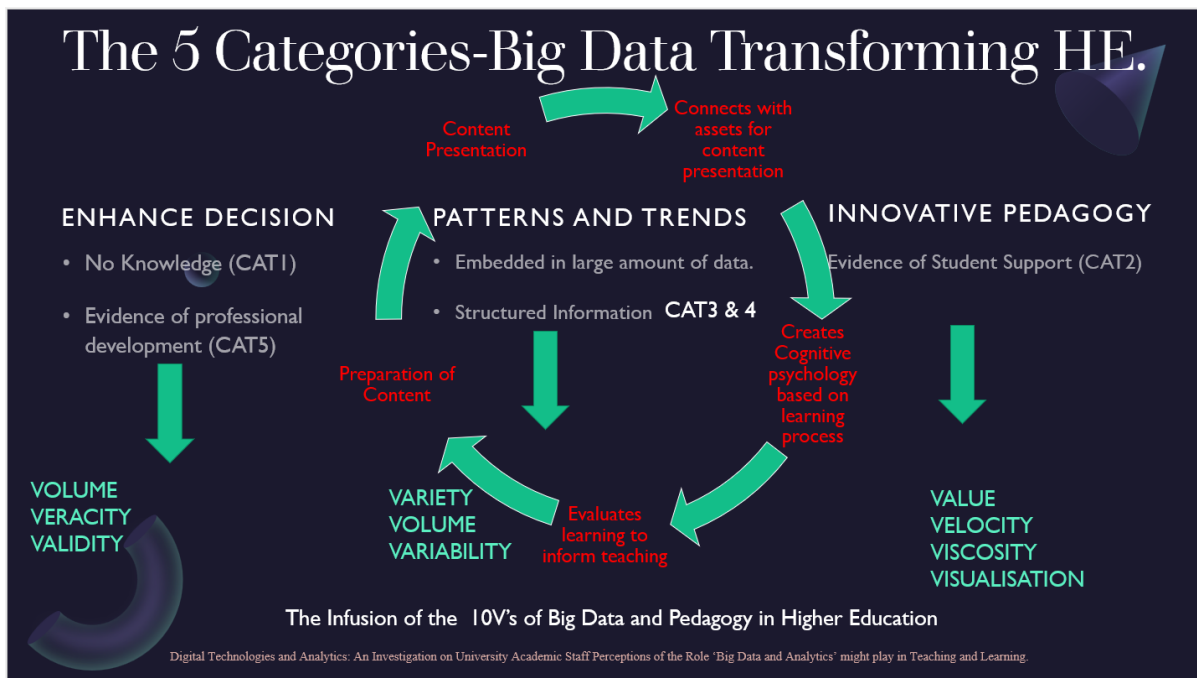 The 5 Categories-Big Data Transforming HE.
Content
Presentation
Connects with
assets for
content
presentation
ENHANCE DECISION
• No Knowledge (CAT1)
• Evidence of professional
development (CAT5)
PATTERNS AND TRENDS
• Embedded in large amount of data.
• Structured Information CAT3 & 4
INNOVATIVE PEDAGOGY
Evidence of Student Support (CAT2)
Creates
Cognitive
psychology
based on
learning
process
Preparation of
Content
Evaluates
learning to
inform teaching
VOLUME
VERACITY
VALIDITY
VARIETY
VOLUME
VARIABILITY
VALUE
VELOCITY
VISCOSITY
VISUALISATION
The Infusion of the 10V's of Big Data and Pedagogy in Higher Education
Digital Technologies and Analytics: An Investigation on University Academic Staff Perceptions of the Role ‘Big Data and Analytics’ might play in Teaching and Learning.